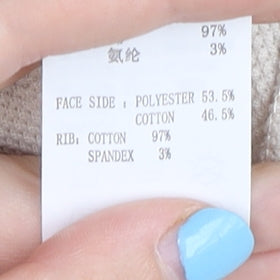 97%
氨纶 3%
FACE SIDE : POLYESTER 53.5%
COTTON 46.5%
RIB: COTTON 97%
SPANDEX 3%